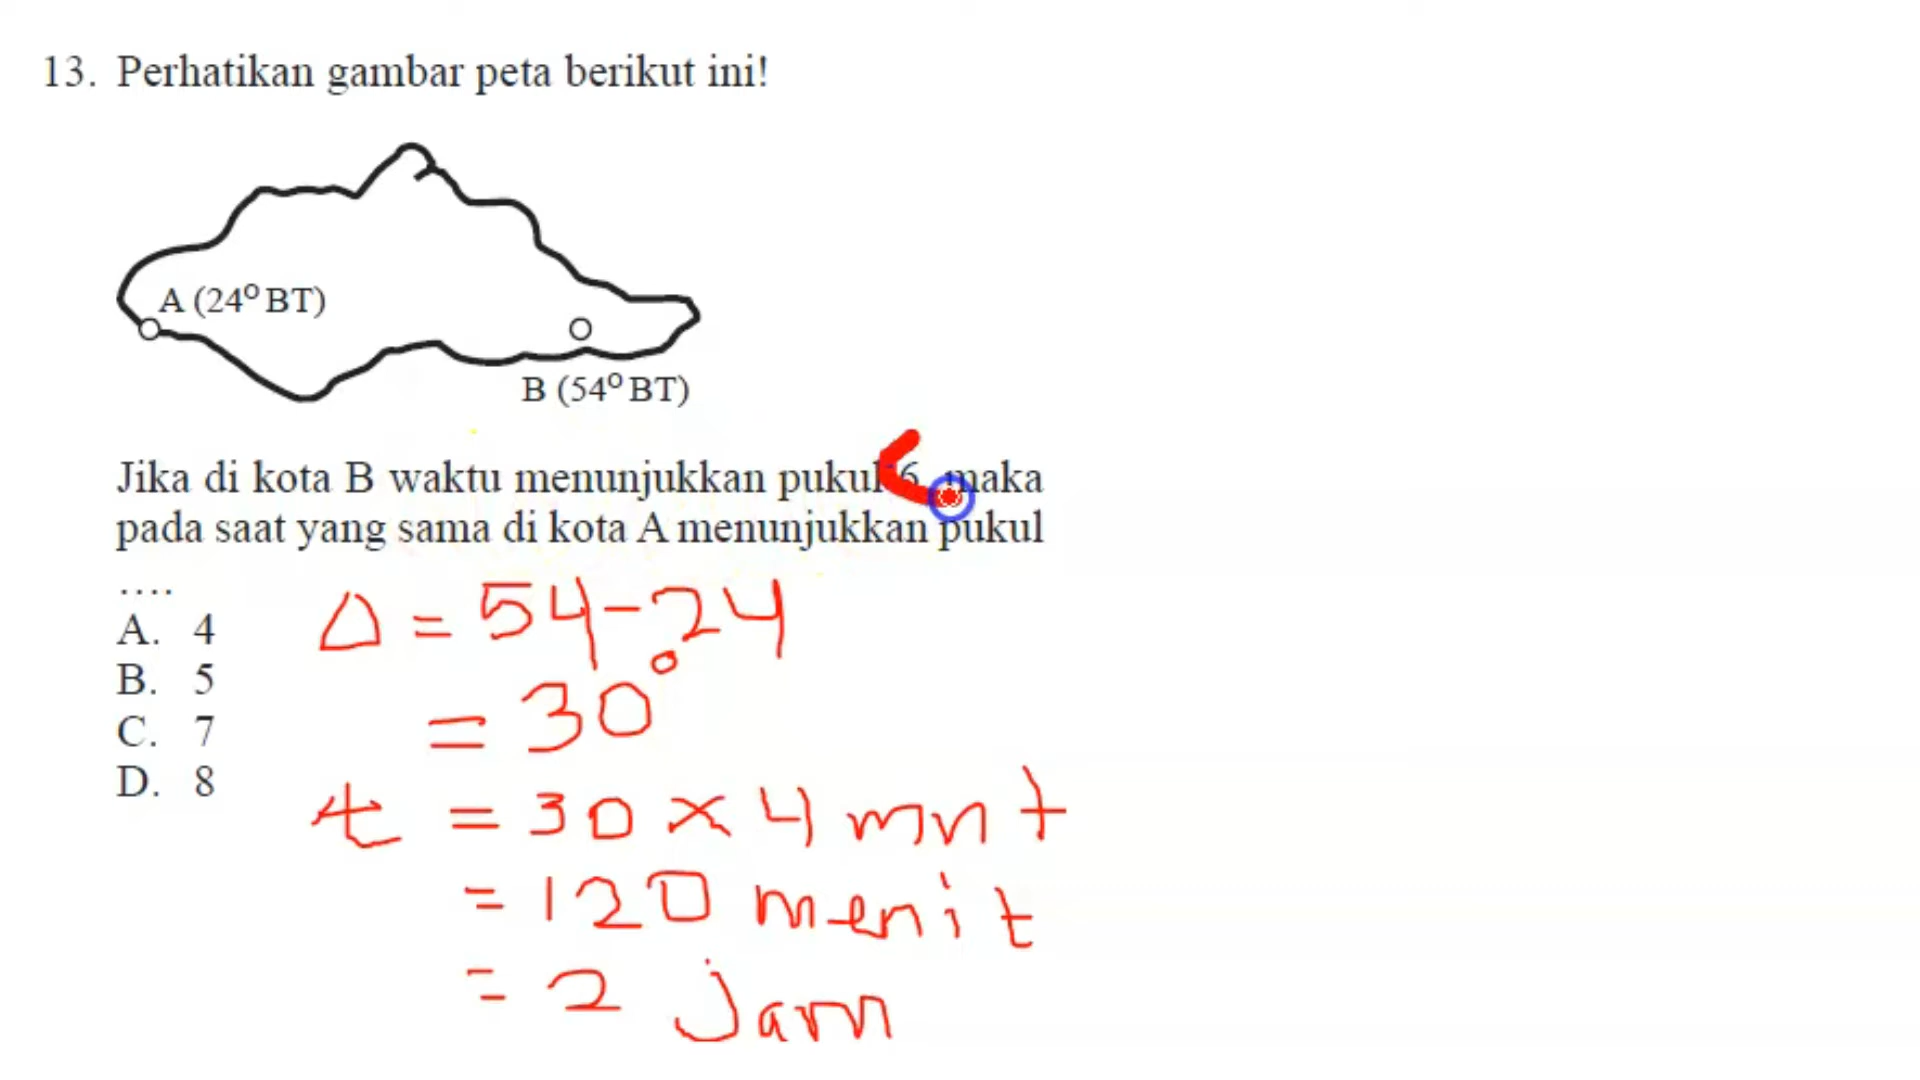 13. Perhatikan gambar peta berikut ini!
A (24° BT)
B (54° BT)
Jika di kota B waktu menunjukkan pukul 6, maka
pada saat yang sama di kota A menunjukkan pukul
....
A. 4
B. 5
C. 7
D. 8
Δ = 54-24
= 30°
t = 30 x 4 mnt
= 120 menit
= 2 jam